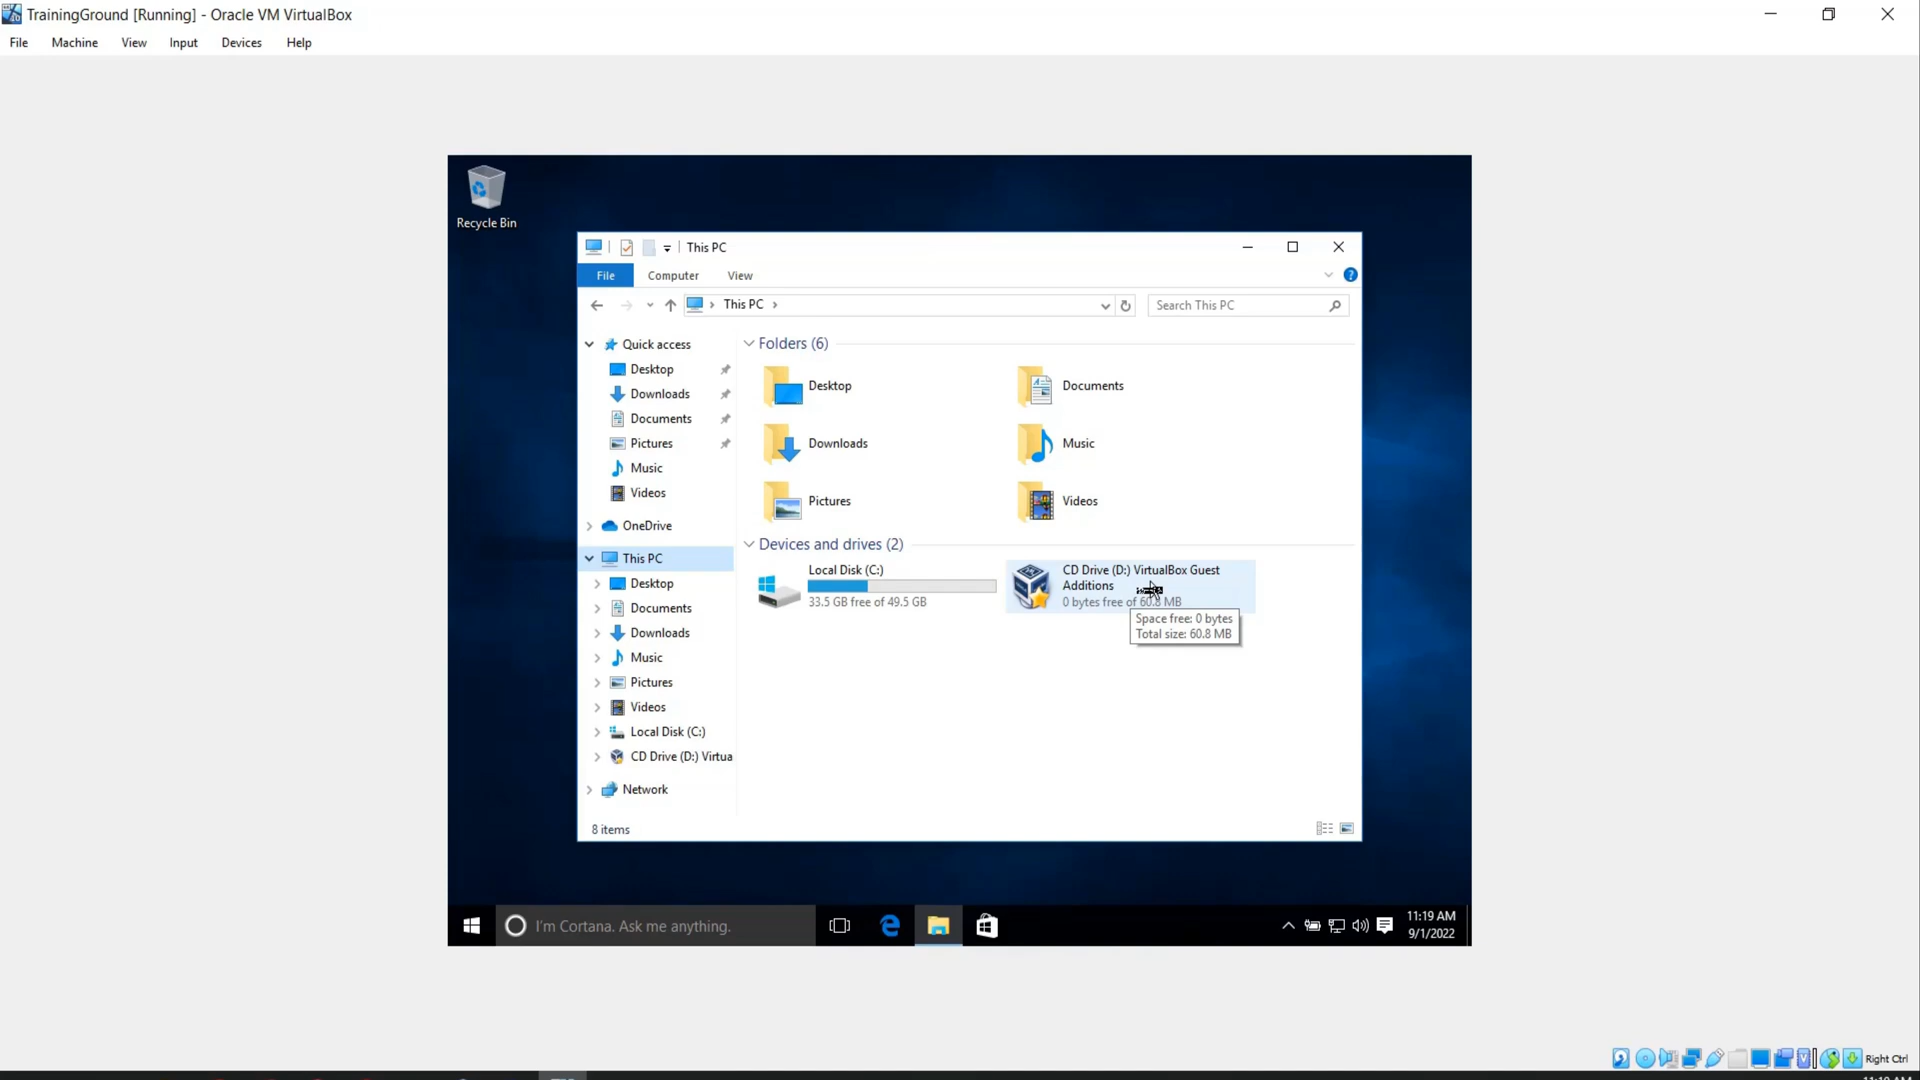 TrainingGround [Running] - Oracle VM VirtualBox
File Machine View Input Devices Help
Recycle Bin
This PC
File Computer View
This PC
Search This PC
Quick access
Desktop
Downloads
Documents
Pictures
Music
Videos
OneDrive
This PC
Desktop
Documents
Downloads
Music
Pictures
Videos
Local Disk (C:)
CD Drive (D:) Virtua
Network
Folders (6)
Desktop
Documents
Downloads
Music
Pictures
Videos
Devices and drives (2)
Local Disk (C:)
33.5 GB free of 49.5 GB
CD Drive (D:) VirtualBox Guest
Additions
0 bytes free of 60.8 MB
Space free: 0 bytes
Total size: 60.8 MB
8 items
I'm Cortana. Ask me anything.
11:19 AM
9/1/2022
Right Ctrl